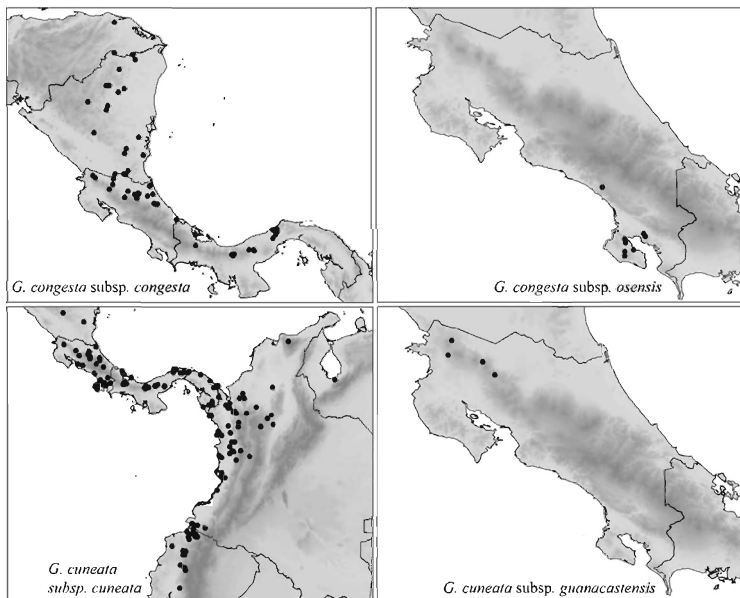 G. congesta subsp. congesta
G. congesta subsp. osensis
G. cuneata
subsp. cuneata
G. cuneata subsp. guanacastensis